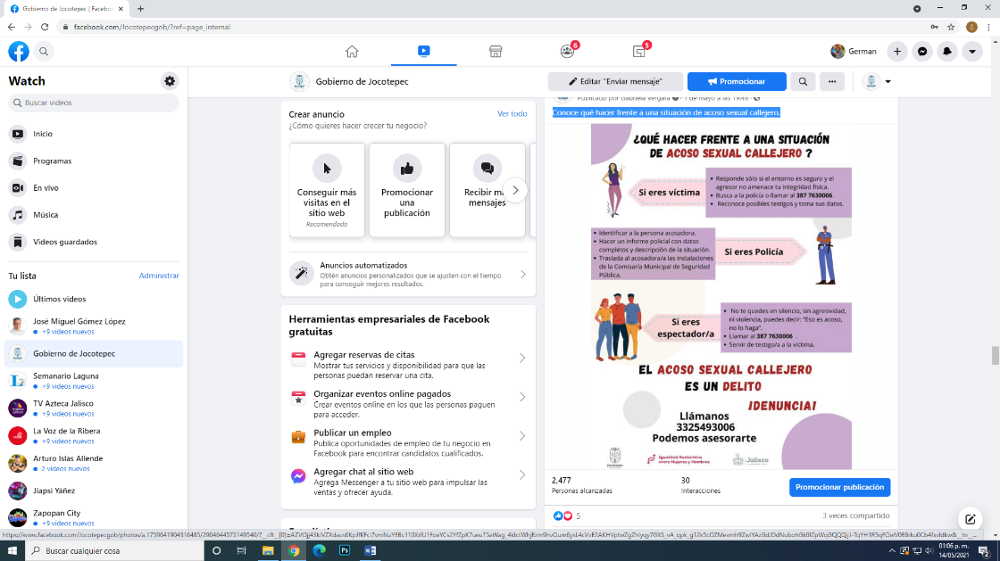 Gobierno de Jocotepec | Facebo
facebook.com/Jocotepecgob/?ref=page_internal
6
5
German
Watch
Buscar videos
Inicio
Programas
En vivo
Música
Videos guardados
Tu lista
Administrar
Últimos videos
José Miguel Gómez López
+9 videos nuevos
Gobierno de Jocotepec
Semanario Laguna
+9 videos nuevos
TV Azteca Jalisco
+9 videos nuevos
La Voz de la Ribera
+9 videos nuevos
Arturo Islas Allende
2 videos nuevos
Jiapsi Yáñez
Zapopan City
+9 videos nuevos
Gobierno de Jocotepec
Editar "Enviar mensaje"
Promocionar
Crear anuncio
Ver todo
¿Cómo quieres hacer crecer tu negocio?
Conseguir más
visitas en el
sitio web
Recomendado
Promocionar
una
publicación
Recibir m
mensajes
Anuncios automatizados
Obtén anuncios personalizados que se ajusten con el tiempo
para conseguir mejores resultados.
Herramientas empresariales de Facebook
gratuitas
Agregar reservas de citas
Mostrar tus servicios y disponibilidad para que las
personas puedan reservar una cita.
Organizar eventos online pagados
Crear eventos online en los que las personas paguen
para acceder.
Publicar un empleo
Publica oportunidades de empleo de tu negocio en
Facebook para encontrar candidatos cualificados.
Agregar chat al sitio web
Agrega Messenger a tu sitio web para impulsar las
ventas y ofrecer ayuda.
Publicado por Gabriela Vergara · 1 de mayo a las 19:48 ·
Conoce qué hacer frente a una situación de acoso sexual callejero.
¿QUÉ HACER FRENTE A UNA SITUACIÓN
DE ACOSO SEXUAL CALLEJERO ?
Si eres víctima
Responde sólo si el entorno es seguro y el
agresor no amenace tu integridad física.
Busca a la policía o llamar al 387 7630006.
Reconoce posibles testigos y toma sus datos.
Identificar a la persona acosadora.
Hacer un informe policial con datos
completos y descripción de la situación.
Traslada al acosador/a las instalaciones
de la Comisaría Municipal de Seguridad
Pública.
Si eres Policía
Si eres
espectador/a
No te quedes en silencio, sin agresividad,
ni violencia, puedes decir: "Eso es acoso,
no lo haga".
Llamar al 387 7630006 .
Servir de testigo/a a la víctima.
EL ACOSO SEXUAL CALLEJERO
ES UN DELITO
¡DENUNCIA!
Llámanos
3325493006
Podemos asesorarte
Jocotepec
Igualdad Sustantiva
entre Mujeres y Hombres
Jalisco
2,477
Personas alcanzadas
30
Interacciones
Promocionar publicación
5
3 veces compartido
Buscar cualquier cosa
01:06 p. m.
14/05/2021
2